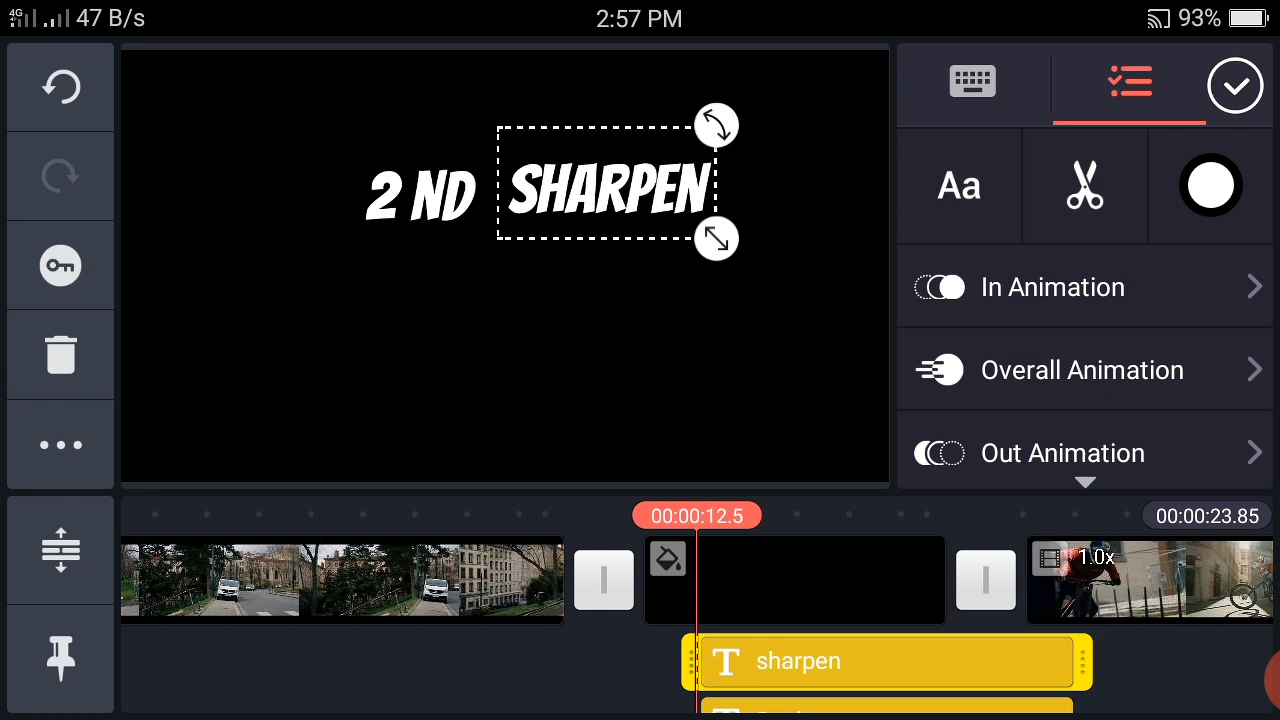 4G 47 B/s 2:57 PM 93%
2 ND SHARPEN
Aa
In Animation
Overall Animation
Out Animation
00:00:12.5 00:00:23.85
1.0x
sharpen